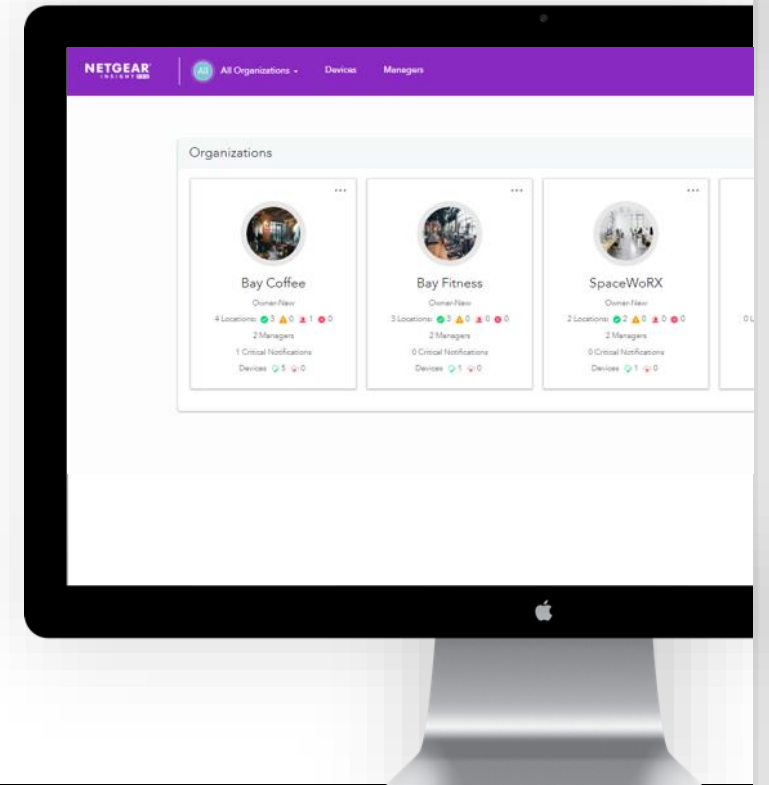 NETGEAR
INSIGHT PRO
All
All Organizations
Devices
Managers
Organizations
Bay Coffee
Owner-New
4 Locations: 3 0 1 0
2 Managers
1 Critical Notifications
Devices 5 0
Bay Fitness
Owner-New
3 Locations: 3 0 0 0
2 Managers
0 Critical Notifications
Devices 1 0
SpaceWoRX
Owner-New
2 Locations: 2 0 0 0
2 Managers
0 Critical Notifications
Devices 1 0
0 L